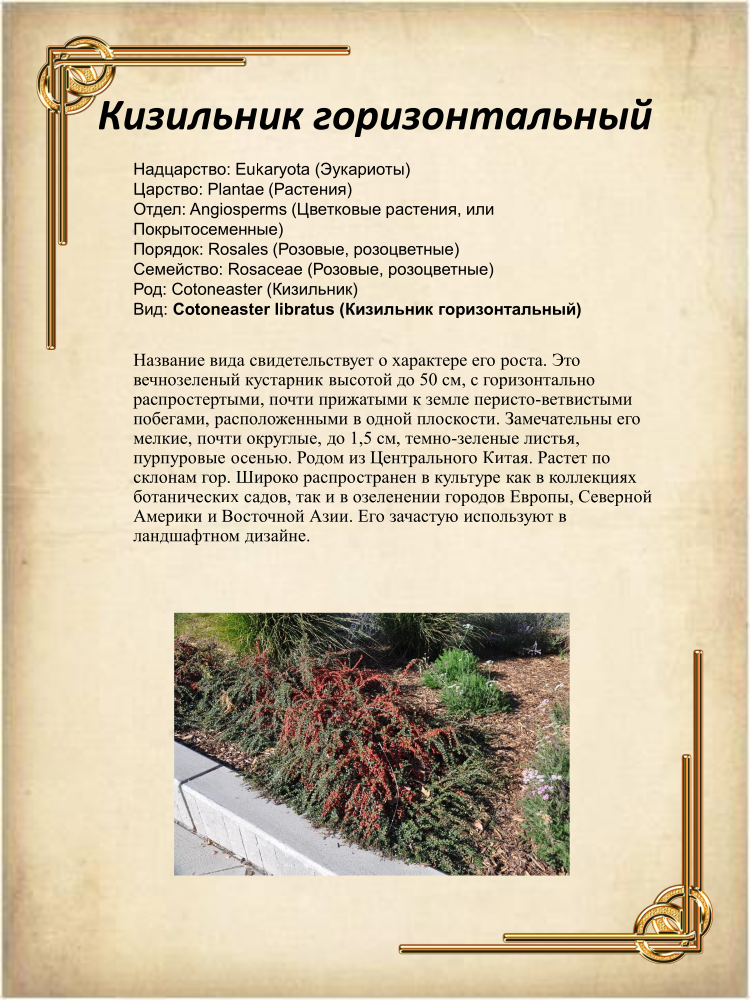 Кизильник горизонтальный
Надцарство: Eukaryota (Эукариоты)
Царство: Plantae (Растения)
Отдел: Angiosperms (Цветковые растения, или
Покрытосеменные)
Порядок: Rosales (Розовые, розоцветные)
Семейство: Rosaceae (Розовые, розоцветные)
Род: Cotoneaster (Кизильник)
Вид: Cotoneaster libratus (Кизильник горизонтальный)
Название вида свидетельствует о характере его роста. Это
вечнозеленый кустарник высотой до 50 см, с горизонтально
распростертыми, почти прижатыми к земле перисто-ветвистыми
побегами, расположенными в одной плоскости. Замечательны его
мелкие, почти округлые, до 1,5 см, темно-зеленые листья,
пурпуровые осенью. Родом из Центрального Китая. Растет по
склонам гор. Широко распространен в культуре как в коллекциях
ботанических садов, так и в озеленении городов Европы, Северной
Америки и Восточной Азии. Его зачастую используют в
ландшафтном дизайне.